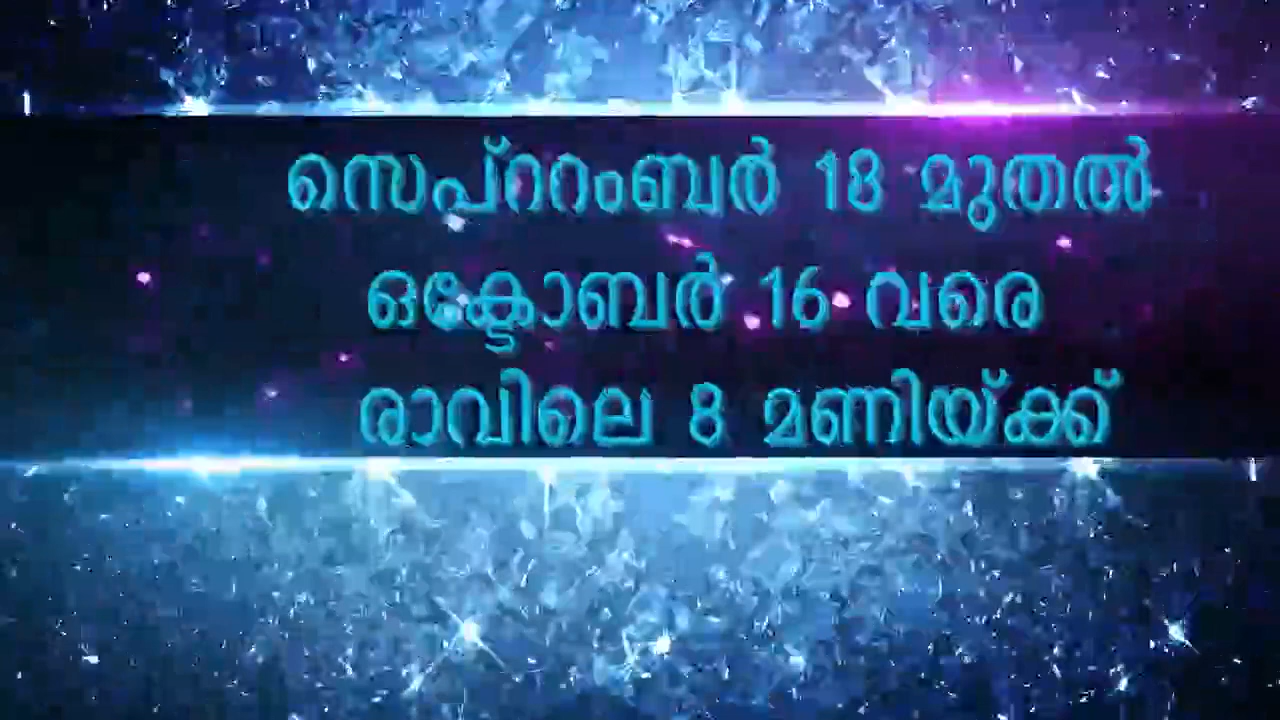 സെപ്ററംബർ 18 മുതൽ
ഒക്ടോബർ 16 വരെ
രാവിലെ 8 മണിയ്ക്ക്